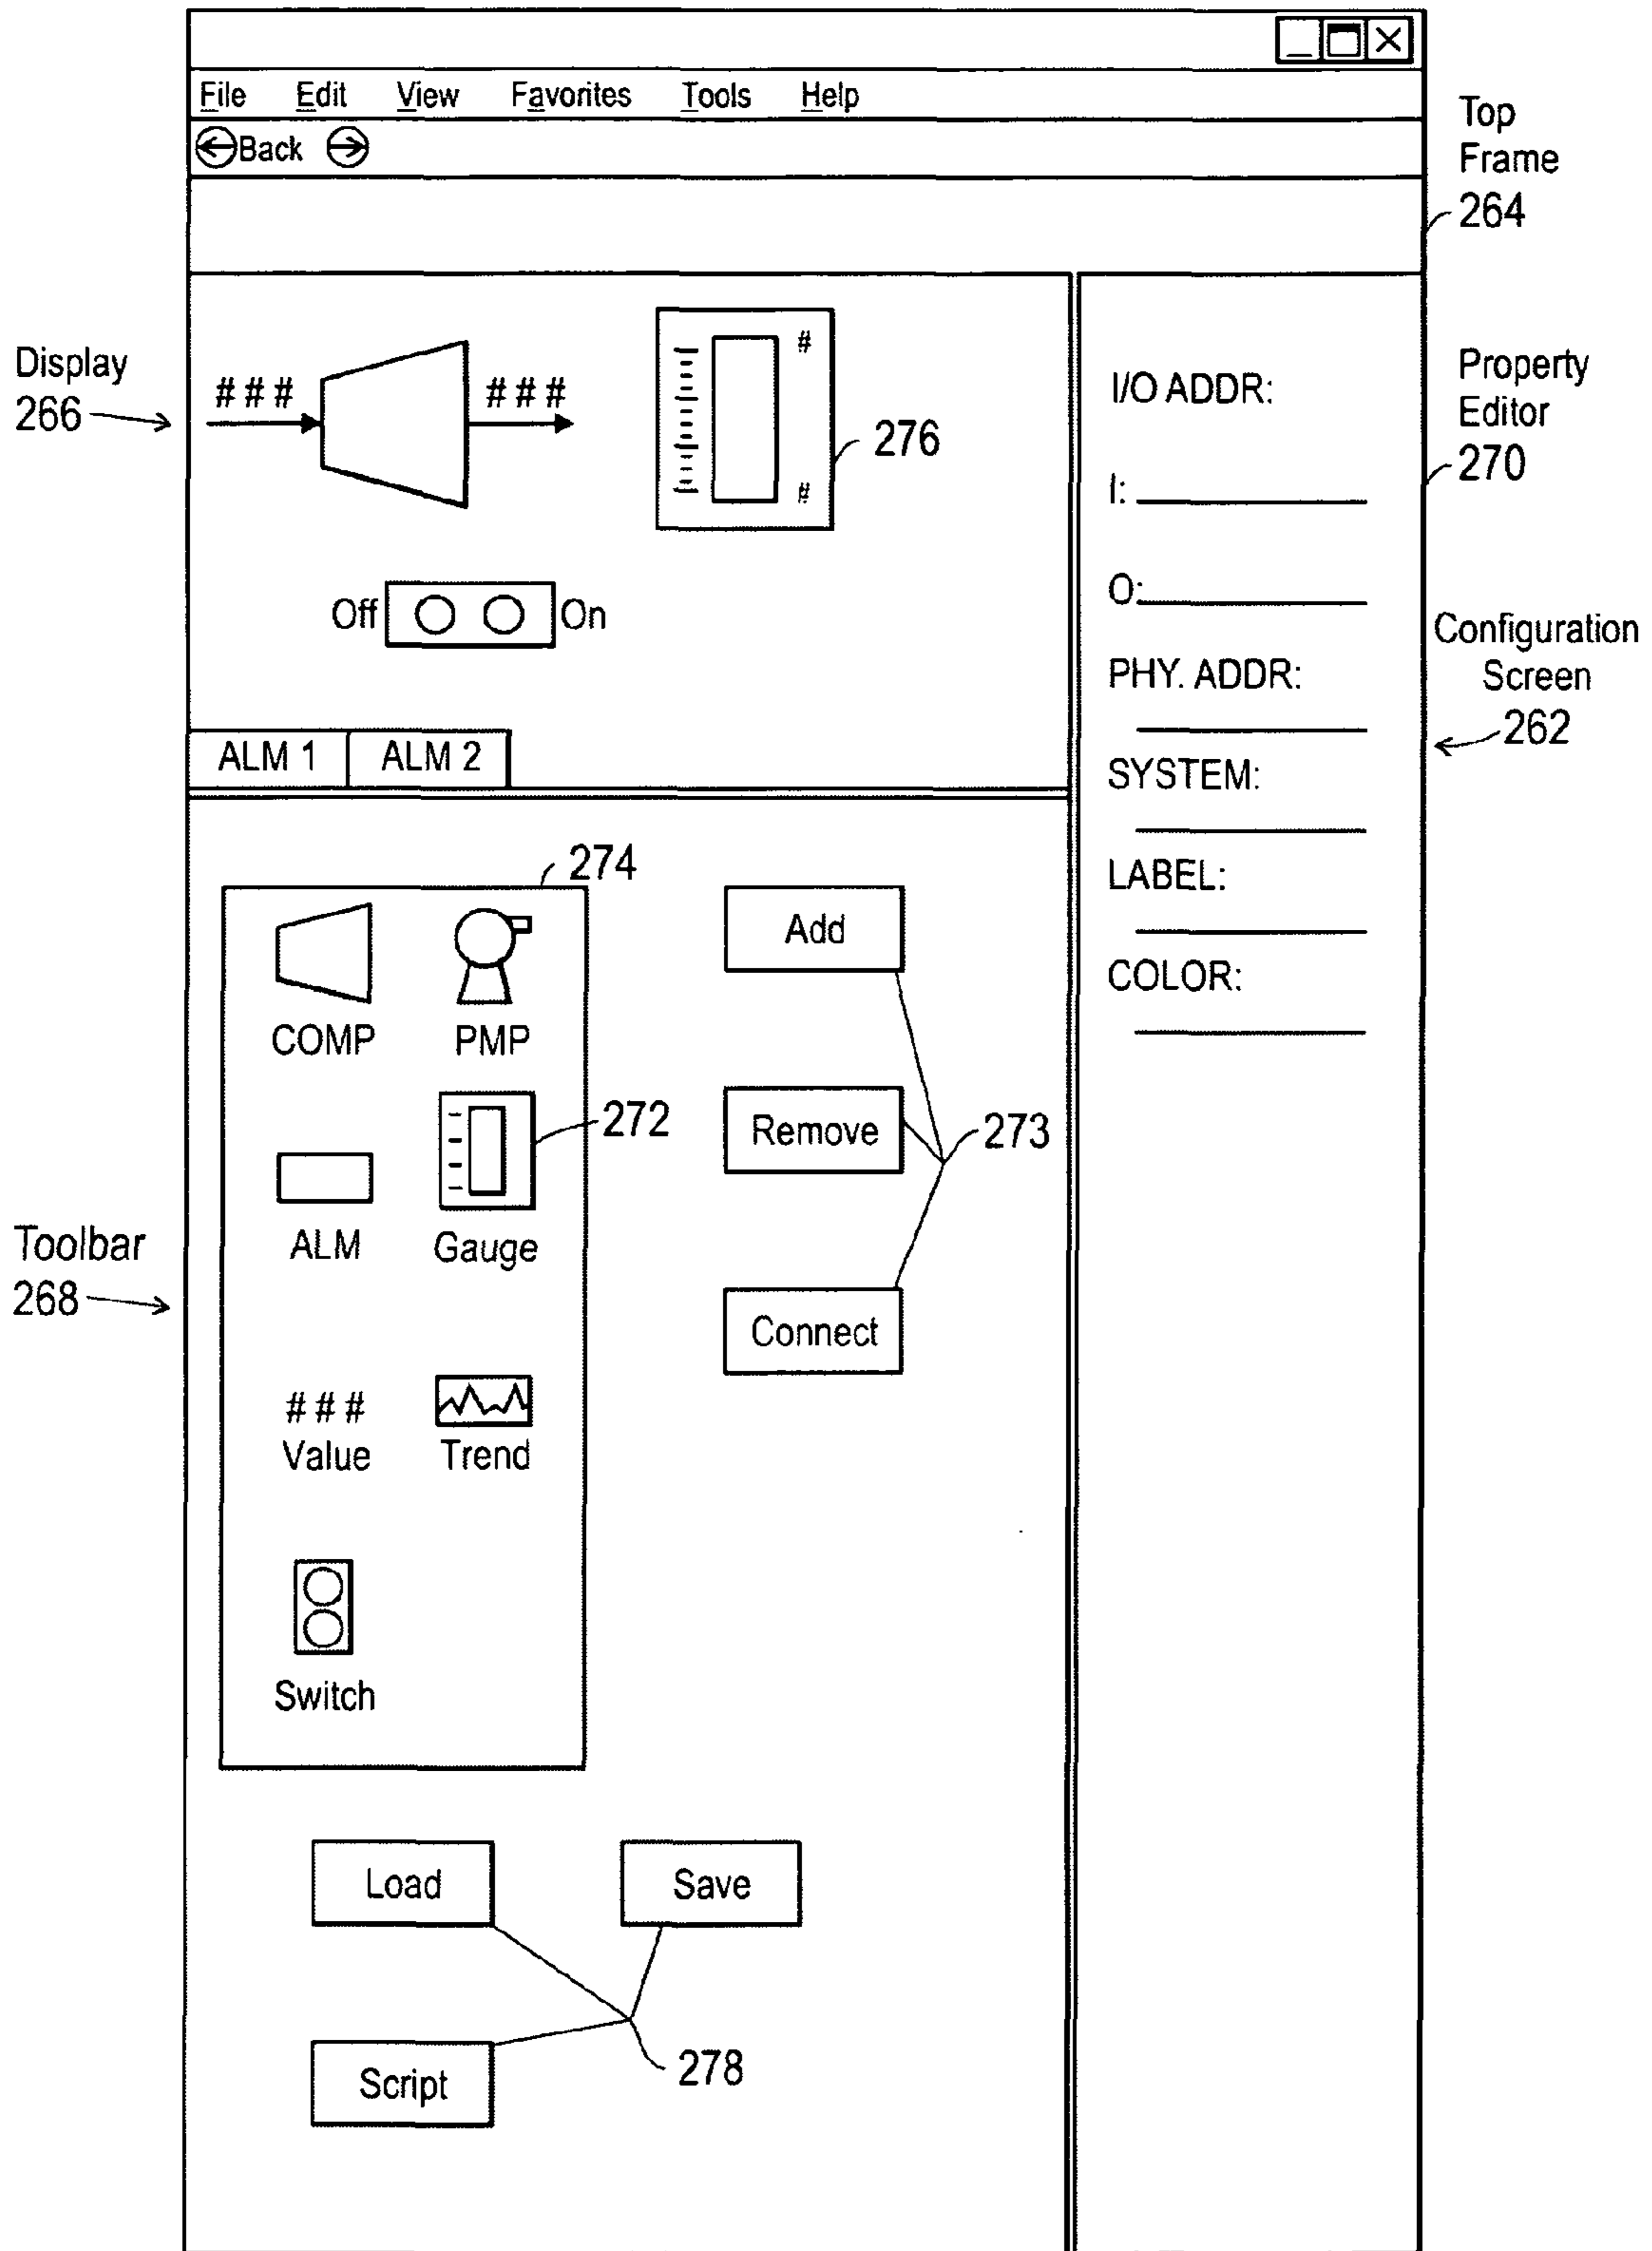 File Edit View Favorites Tools Help
Back
Top
Frame
264
Display
266
# # #
# # #
#
#
276
Off
On
ALM 1
ALM 2
I/O ADDR:
I:
O:
PHY. ADDR:
SYSTEM:
LABEL:
COLOR:
Property
Editor
270
Configuration
Screen
262
Toolbar
268
274
COMP
PMP
272
ALM
Gauge
# # #
Value
Trend
Switch
Add
Remove
273
Connect
Load
Save
Script
278